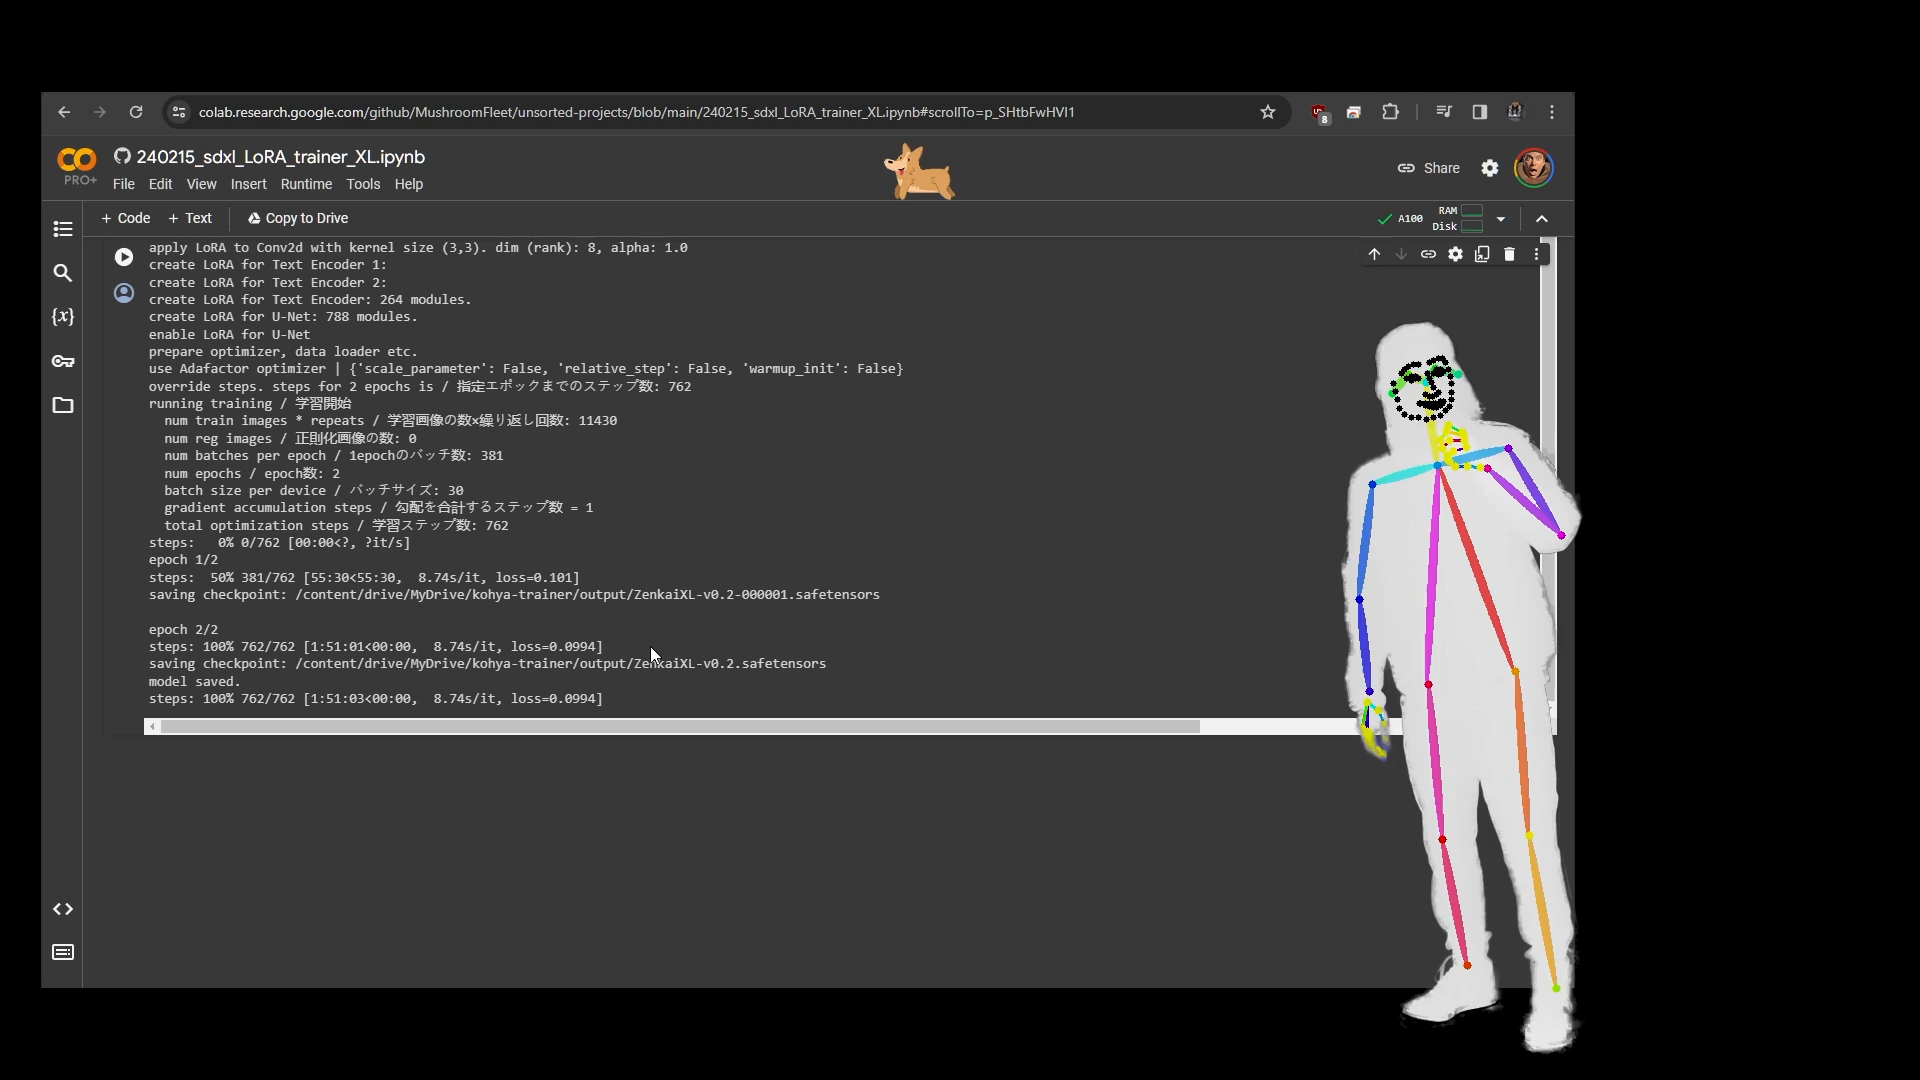 colab.research.google.com/github/MushroomFleet/unsorted-projects/blob/main/240215_sdxl_LoRA_trainer_XL.ipynb#scrollTo=p_SHtbFwHVI1
8
240215_sdxl_LoRA_trainer_XL.ipynb
PRO+
File Edit View Insert Runtime Tools Help
Share
+ Code + Text Copy to Drive
A100 RAM
Disk
apply LoRA to Conv2d with kernel size (3,3). dim (rank): 8, alpha: 1.0
create LoRA for Text Encoder 1:
create LoRA for Text Encoder 2:
create LoRA for Text Encoder: 264 modules.
create LoRA for U-Net: 788 modules.
enable LoRA for U-Net
prepare optimizer, data loader etc.
use Adafactor optimizer | {'scale_parameter': False, 'relative_step': False, 'warmup_init': False}
override steps. steps for 2 epochs is / 指定エポックまでのステップ数: 762
running training / 学習開始
num train images * repeats / 学習画像の数×繰り返し回数: 11430
num reg images / 正則化画像の数: 0
num batches per epoch / 1epochのバッチ数: 381
num epochs / epoch数: 2
batch size per device / バッチサイズ: 30
gradient accumulation steps / 勾配を合計するステップ数 = 1
total optimization steps / 学習ステップ数: 762
steps:   0% 0/762 [00:00<?, ?it/s]
epoch 1/2
steps:  50% 381/762 [55:30<55:30,  8.74s/it, loss=0.101]
saving checkpoint: /content/drive/MyDrive/kohya-trainer/output/ZenkaiXL-v0.2-000001.safetensors
epoch 2/2
steps: 100% 762/762 [1:51:01<00:00,  8.74s/it, loss=0.0994]
saving checkpoint: /content/drive/MyDrive/kohya-trainer/output/ZenkaiXL-v0.2.safetensors
model saved.
steps: 100% 762/762 [1:51:03<00:00,  8.74s/it, loss=0.0994]